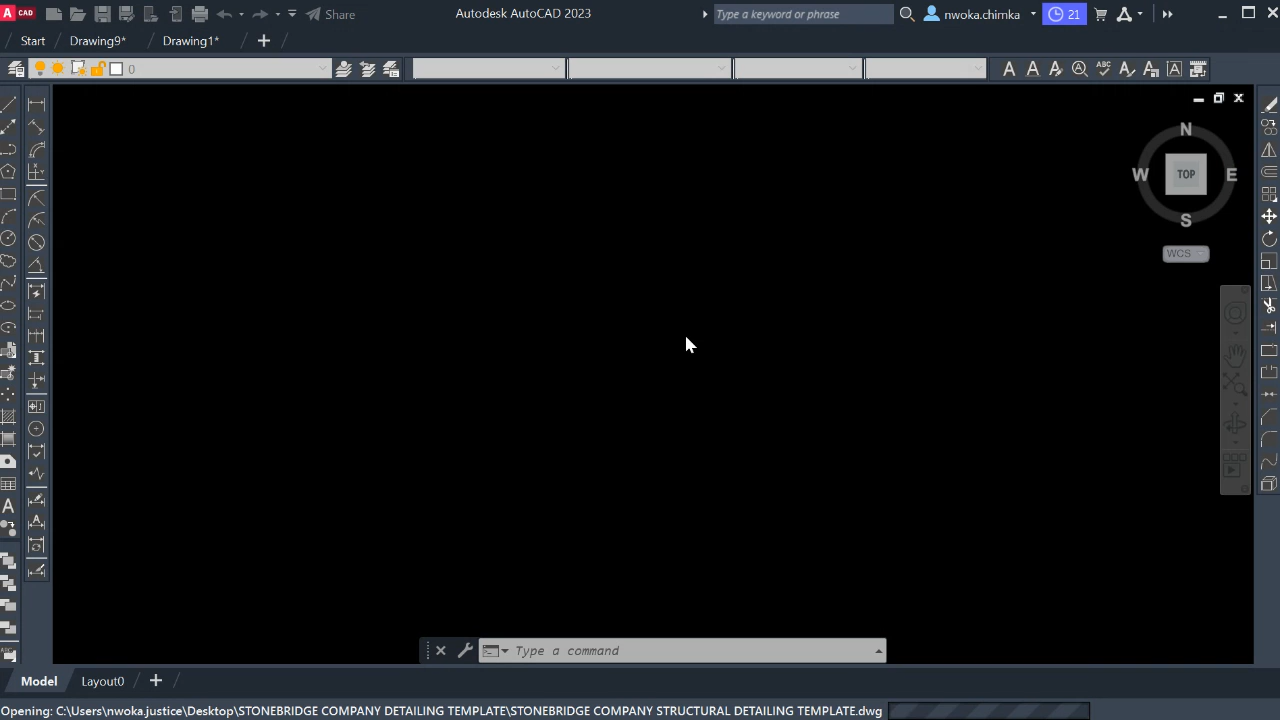 A CAD
Share
Autodesk AutoCAD 2023
Type a keyword or phrase
nwoka.chimka
21
Start
Drawing9*
Drawing1*
0
N
W
TOP
E
S
WCS
Type a command
Model
Layout0
Opening: C:\Users\nwoka.justice\Desktop\STONEBRIDGE COMPANY DETAILING TEMPLATE\STONEBRIDGE COMPANY STRUCTURAL DETAILING TEMPLATE.dwg